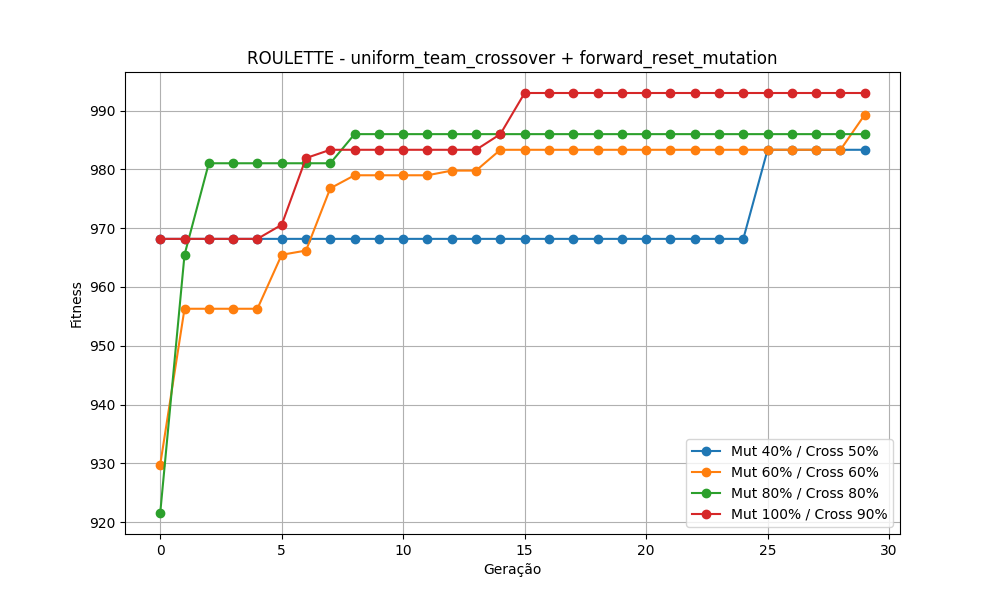 ROULETTE - uniform_team_crossover + forward_reset_mutation
990
980
970
960
950
940
930
920
Fitness
0 5 10 15 20 25 30
Geração
Mut 40% / Cross 50%
Mut 60% / Cross 60%
Mut 80% / Cross 80%
Mut 100% / Cross 90%